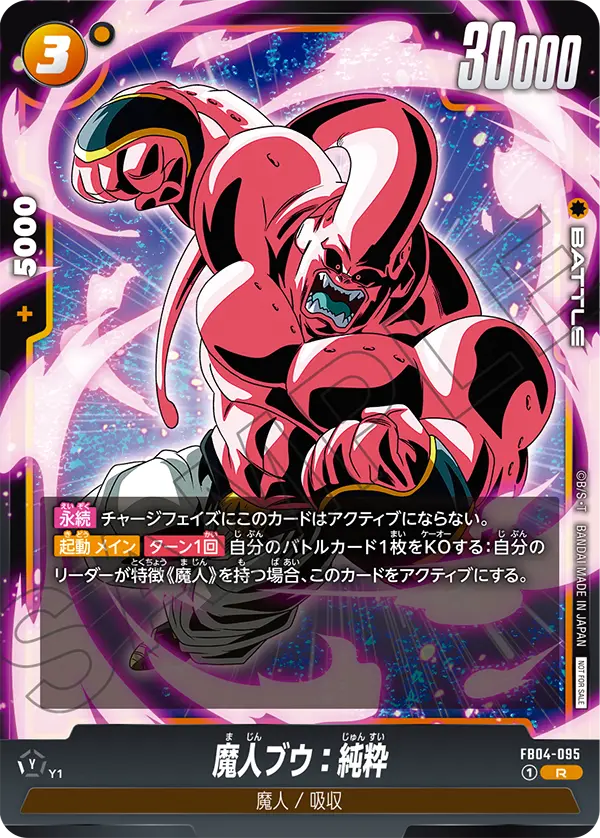 3
30000
+ 5000
BATTLE
SAMPLE
永続 チャージフェイズにこのカードはアクティブにならない。
起動メイン ターン1回 自分のバトルカード1枚をKOする:自分の
リーダーが特徴《魔人》を持つ場合、このカードをアクティブにする。
©B/S・T BANDAI MADE IN JAPAN
NOT FOR SALE
魔人ブウ:純粋
FB04-095
Y Y1
① R
魔人 / 吸収